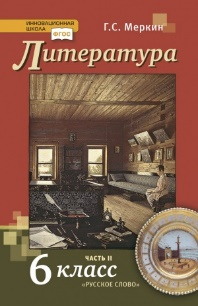 ИННОВАЦИОННАЯ
ШКОЛА
ФГОС
Г.С. Меркин
Литература
ЧАСТЬ II
6 класс
«РУССКОЕ СЛОВО»